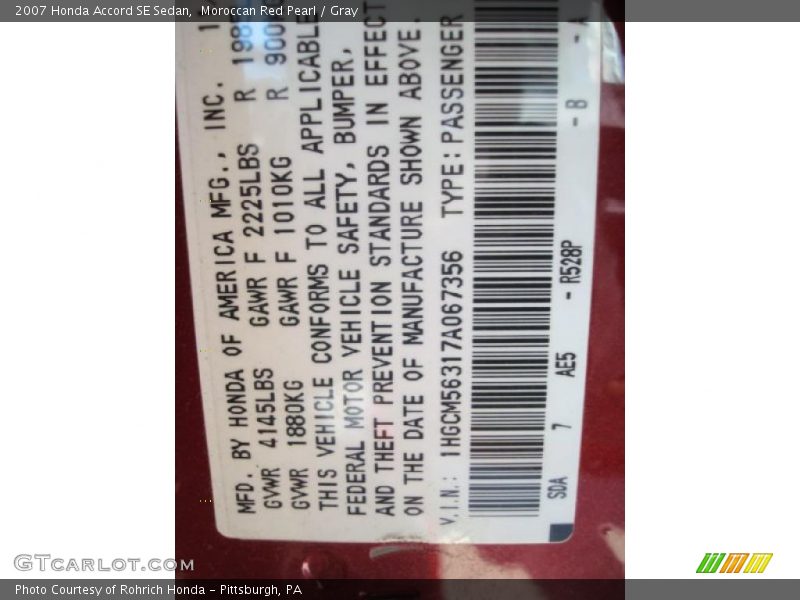 2007 Honda Accord SE Sedan, Moroccan Red Pearl / Gray
MFD. BY HONDA OF AMERICA MFG., INC.
GVWR 4145LBS GAWR F 2225LBS R
GVWR 1880KG GAWR F 1010KG R
THIS VEHICLE CONFORMS TO ALL APPLICABLE
FEDERAL MOTOR VEHICLE SAFETY, BUMPER,
AND THEFT PREVENTION STANDARDS IN EFFECT
ON THE DATE OF MANUFACTURE SHOWN ABOVE.
V.I.N.: 1HGCM56317A067356 TYPE: PASSENGER
SDA 7 AE5 - R528P - B - A
GTCarLot.com
Photo Courtesy of Rohrich Honda - Pittsburgh, PA